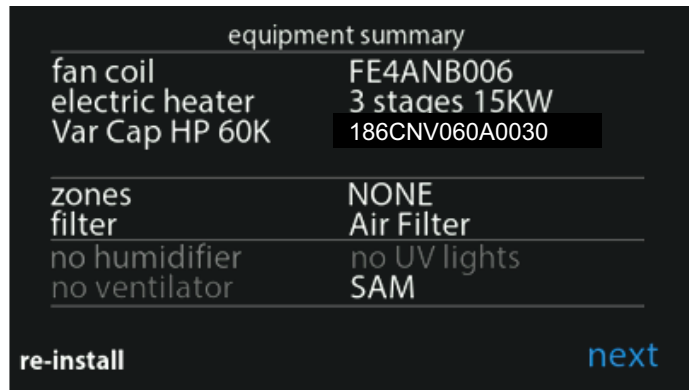 equipment summary
fan coil FE4ANB006
electric heater 3 stages 15KW
Var Cap HP 60K 186CNV060A0030
zones NONE
filter Air Filter
no humidifier no UV lights
no ventilator SAM
re-install next